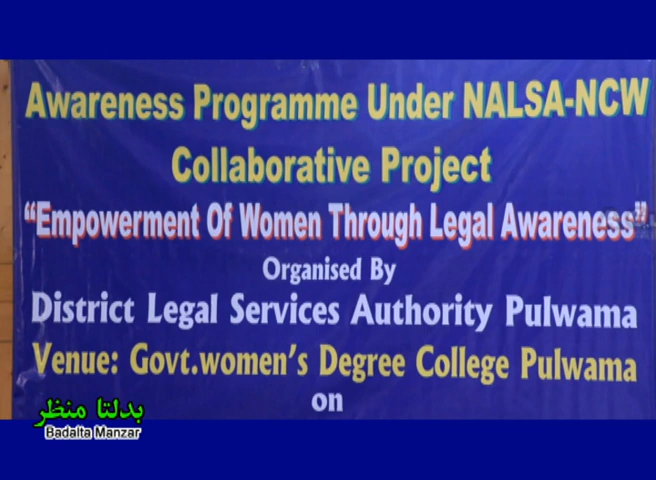 Awareness Programme Under NALSA-NCW
Collaborative Project
“Empowerment Of Women Through Legal Awareness”
Organised By
District Legal Services Authority Pulwama
Venue: Govt.women’s Degree College Pulwama
on
بدلتا منظر
Badalta Manzar